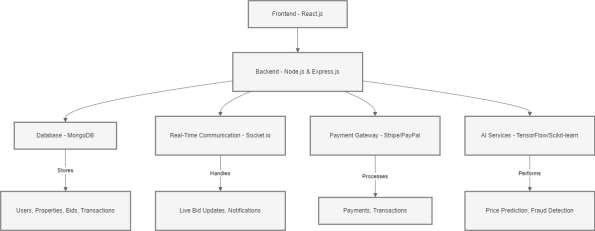 Frontend - React.js
Backend - Node.js & Express.js
Database - MongoDB
Real-Time Communication - Socket.io
Payment Gateway - Stripe/PayPal
AI Services - TensorFlow/Scikit-learn
Stores
Handles
Processes
Performs
Users, Properties, Bids, Transactions
Live Bid Updates, Notifications
Payments, Transactions
Price Prediction, Fraud Detection